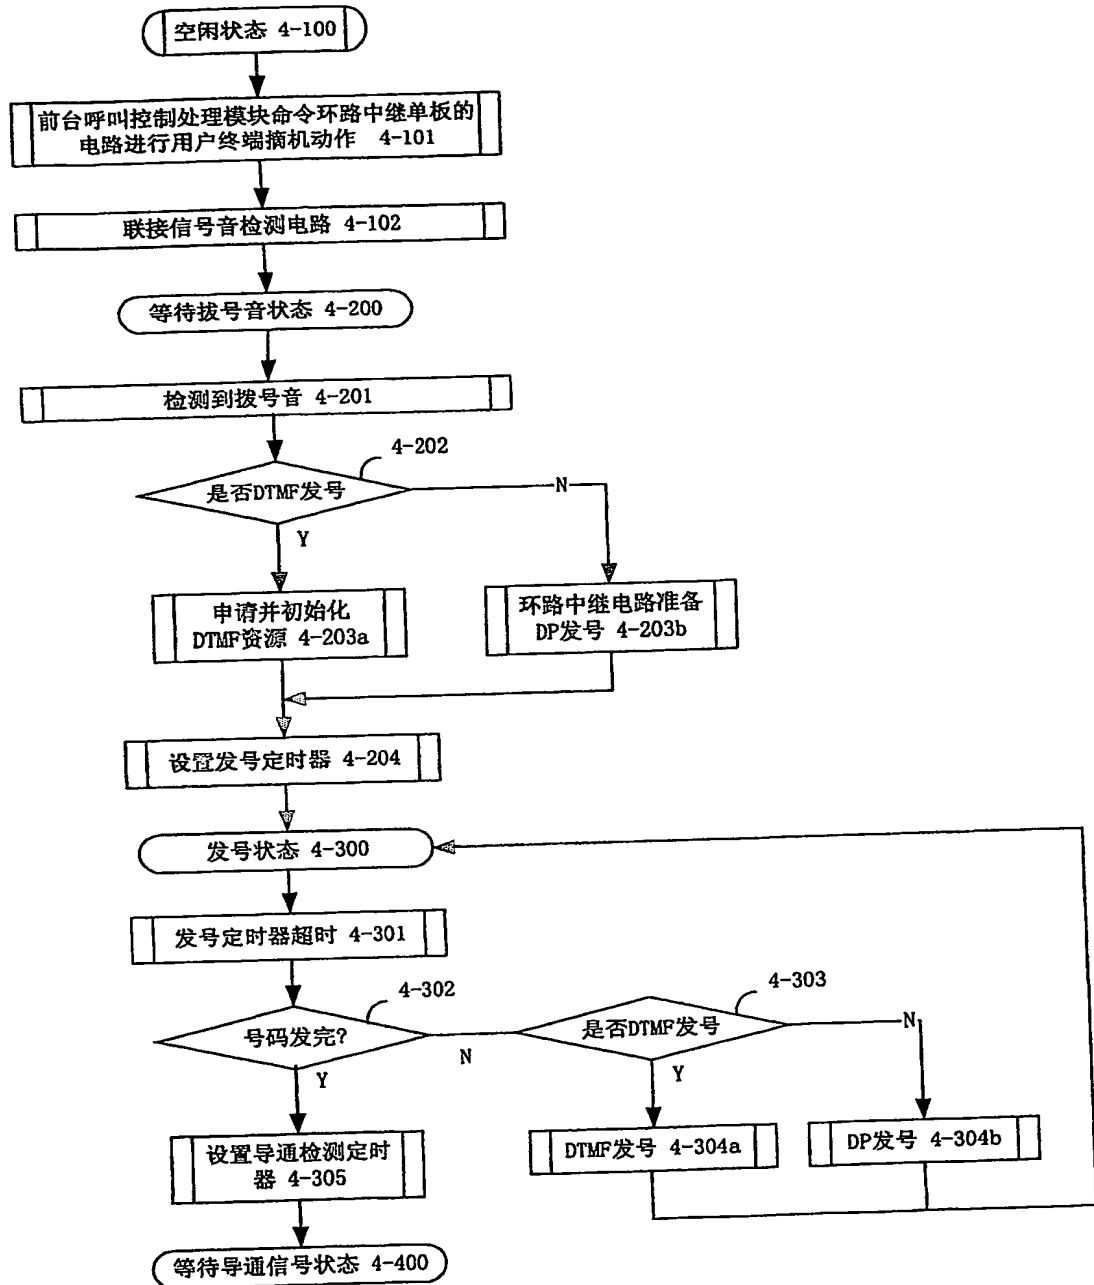 空闲状态 4-100
前台呼叫控制处理模块命令环路中继单板的
电路进行用户终端摘机动作 4-101
联接信号音检测电路 4-102
等待拨号音状态 4-200
检测到拨号音 4-201
4-202
是否DTMF发号
N
Y
申请并初始化
DTMF资源 4-203a
环路中继电路准备
DP发号 4-203b
设置发号定时器 4-204
发号状态 4-300
发号定时器超时 4-301
4-302
号码发完?
N
Y
4-303
是否DTMF发号
N
Y
设置导通检测定时
器 4-305
DTMF发号 4-304a
DP发号 4-304b
等待导通信号状态 4-400